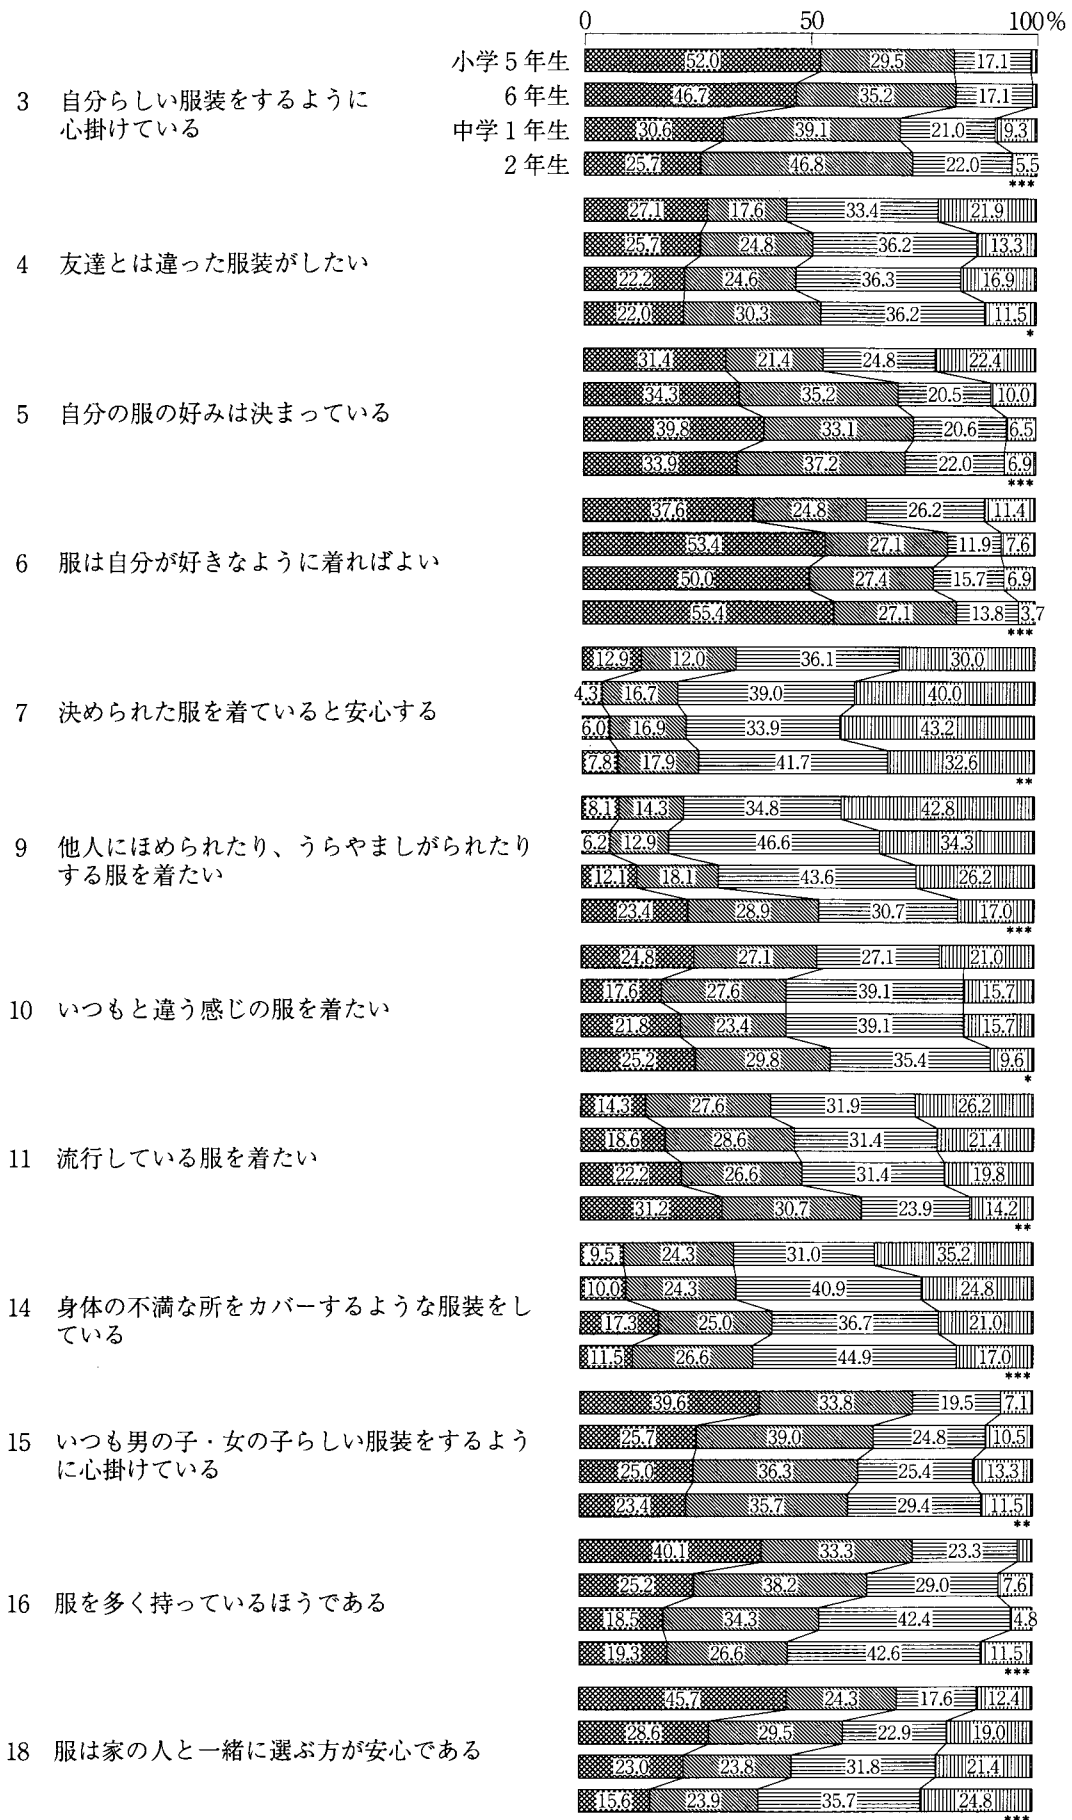 0 50 100%
小学5年生 52.0 29.5 17.1
6年生 46.7 35.2 17.1
3 自分らしい服装をするように
心掛けている
中学1年生 30.6 39.1 21.0 9.3
2年生 25.7 46.8 22.0 5.5
***
27.1 17.6 33.4 21.9
25.7 24.8 36.2 13.3
4 友達とは違った服装がしたい
22.2 24.6 36.3 16.9
22.0 30.3 36.2 11.5
*
31.4 21.4 24.8 22.4
34.3 35.2 20.5 10.0
5 自分の服の好みは決まっている
39.8 33.1 20.6 6.5
33.9 37.2 22.0 6.9
***
37.6 24.8 26.2 11.4
53.4 27.1 11.9 7.6
6 服は自分が好きなように着ればよい
50.0 27.4 15.7 6.9
55.4 27.1 13.8 3.7
***
12.9 12.0 36.1 30.0
4.3 16.7 39.0 40.0
7 決められた服を着ていると安心する
6.0 16.9 33.9 43.2
7.8 17.9 41.7 32.6
**
8.1 14.3 34.8 42.8
6.2 12.9 46.6 34.3
9 他人にほめられたり、うらやましがられたり
する服を着たい
12.1 18.1 43.6 26.2
23.4 28.9 30.7 17.0
***
24.8 27.1 27.1 21.0
17.6 27.6 39.1 15.7
10 いつもと違う感じの服を着たい
21.8 23.4 39.1 15.7
25.2 29.8 35.4 9.6
*
14.3 27.6 31.9 26.2
18.6 28.6 31.4 21.4
11 流行している服を着たい
22.2 26.6 31.4 19.8
31.2 30.7 23.9 14.2
**
9.5 24.3 31.0 35.2
10.0 24.3 40.9 24.8
14 身体の不満な所をカバーするような服装をし
ている
17.3 25.0 36.7 21.0
11.5 26.6 44.9 17.0
***
39.6 33.8 19.5 7.1
25.7 39.0 24.8 10.5
15 いつも男の子・女の子らしい服装をするよう
に心掛けている
25.0 36.3 25.4 13.3
23.4 35.7 29.4 11.5
**
40.1 33.3 23.3
25.2 38.2 29.0 7.6
16 服を多く持っているほうである
18.5 34.3 42.4 4.8
19.3 26.6 42.6 11.5
***
45.7 24.3 17.6 12.4
28.6 29.5 22.9 19.0
18 服は家の人と一緒に選ぶ方が安心である
23.0 23.8 31.8 21.4
15.6 23.9 35.7 24.8
***